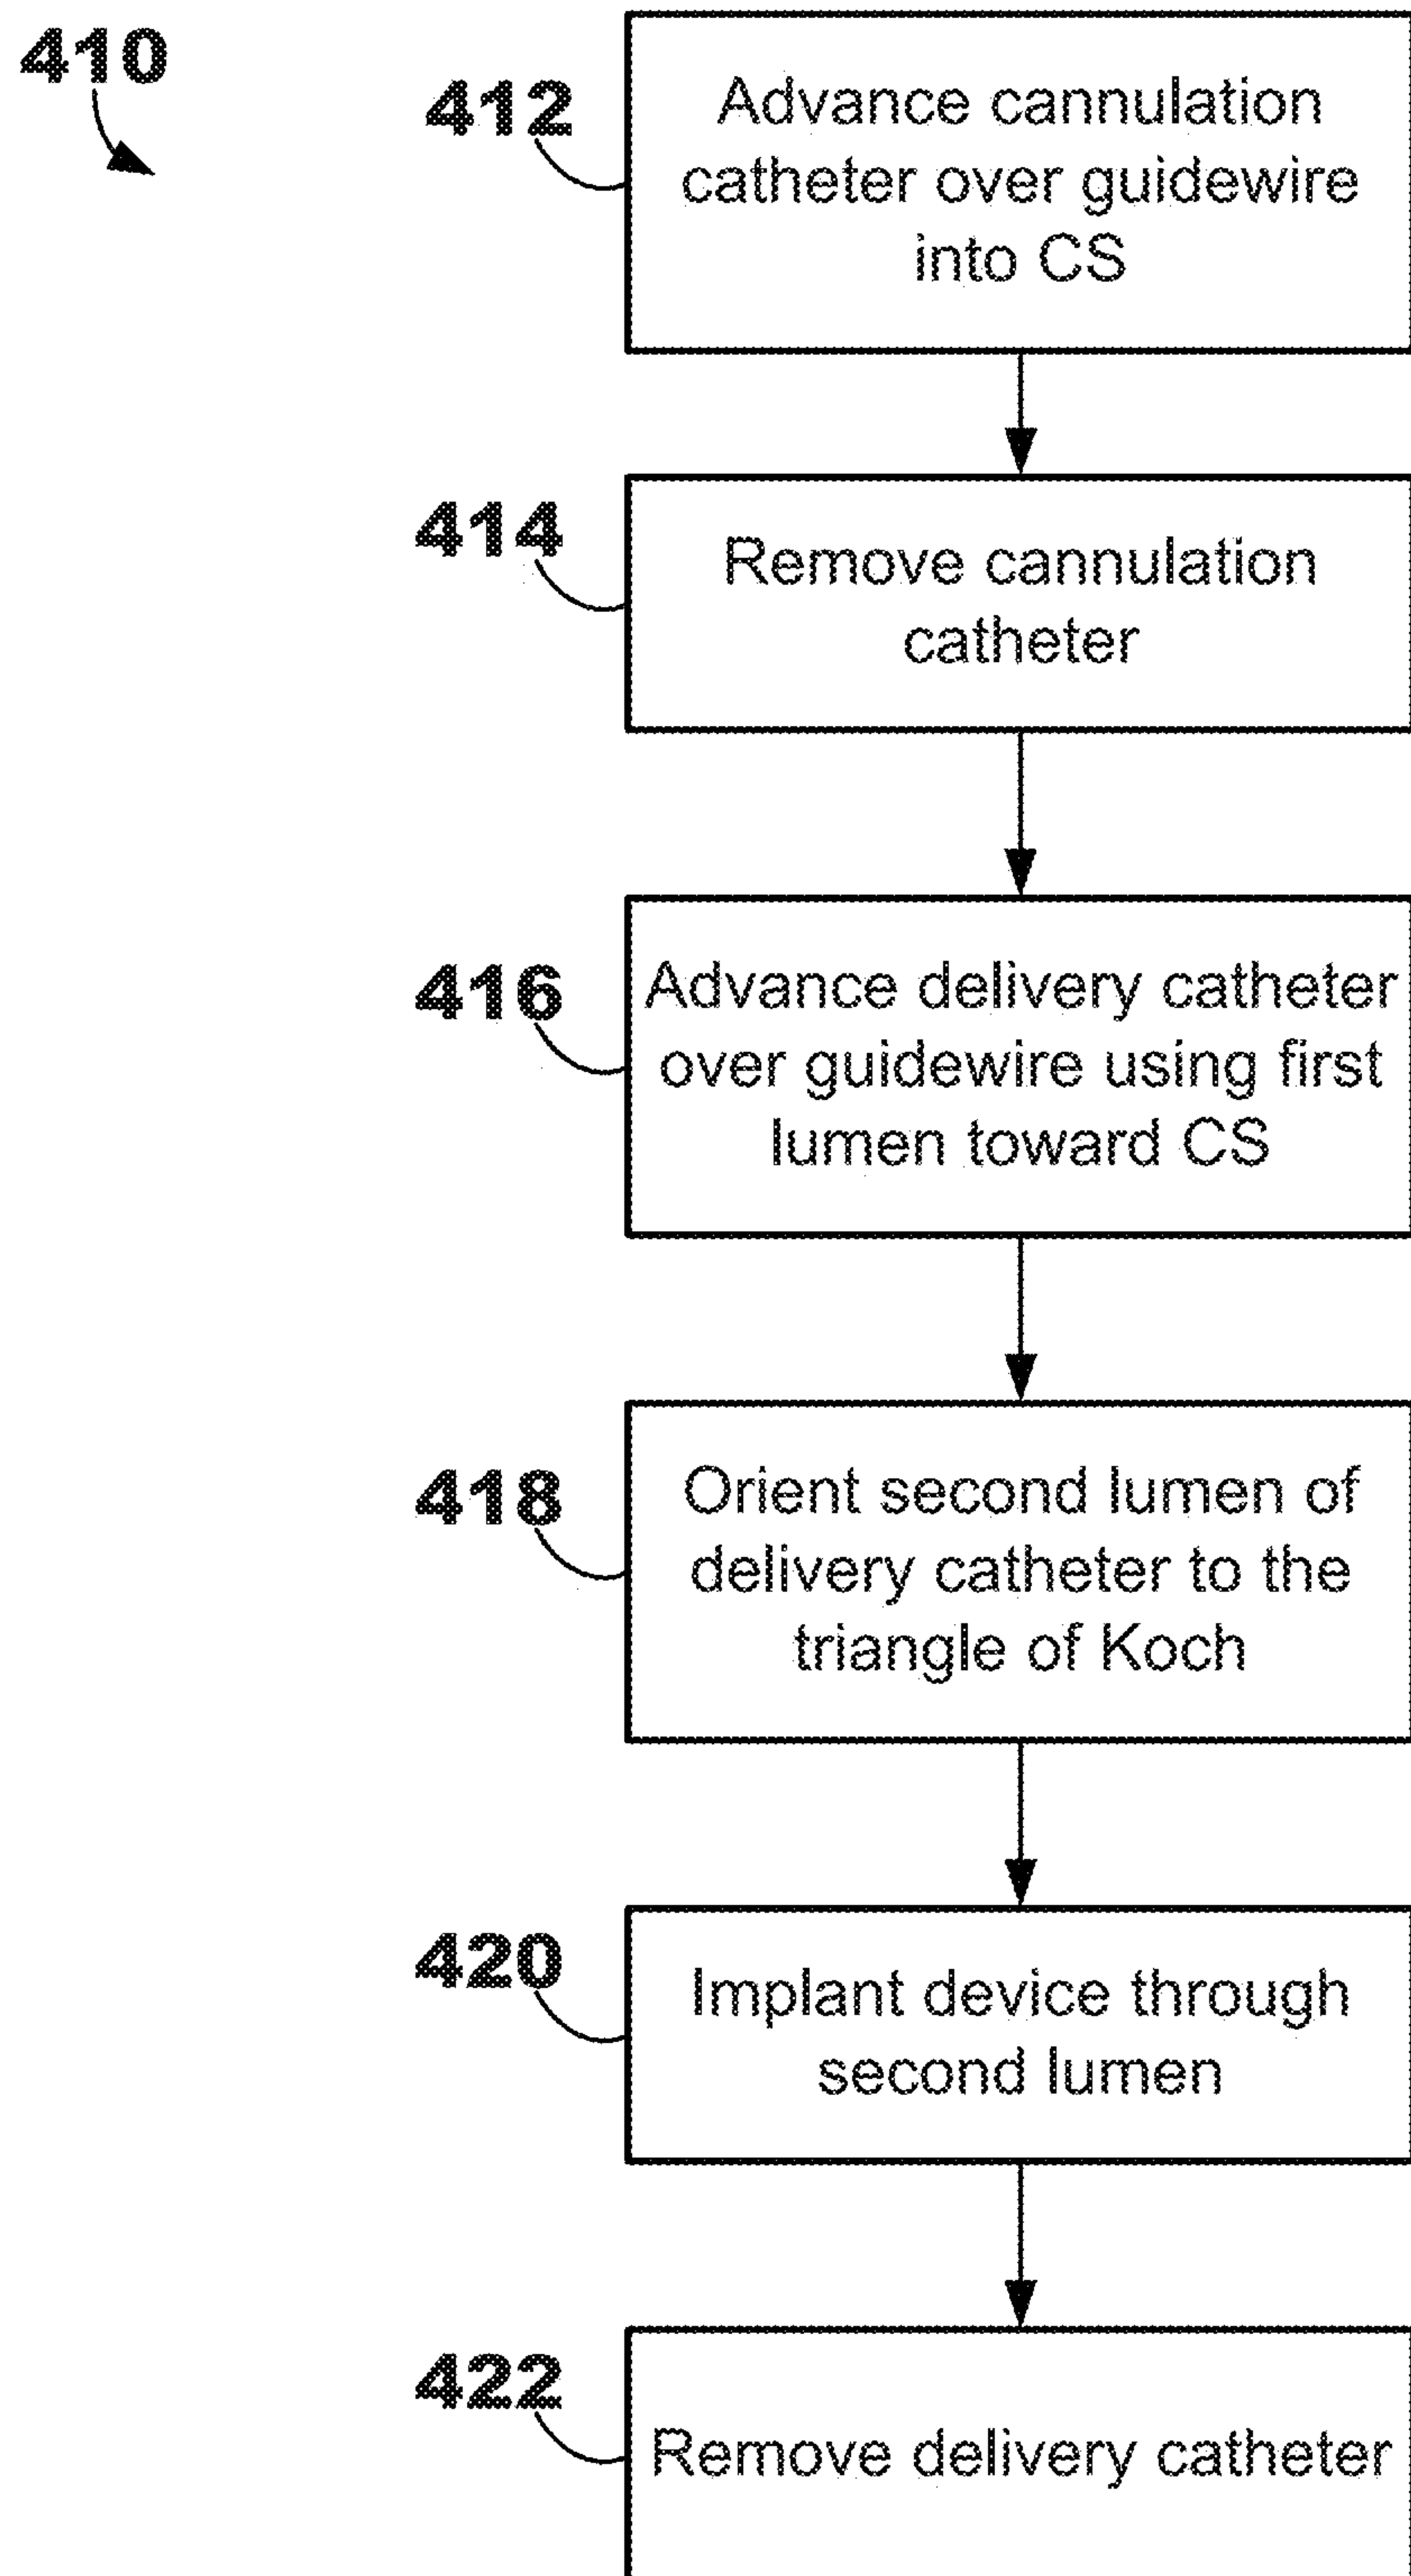 410
412
Advance cannulation
catheter over guidewire
into CS
414
Remove cannulation
catheter
416
Advance delivery catheter
over guidewire using first
lumen toward CS
418
Orient second lumen of
delivery catheter to the
triangle of Koch
420
Implant device through
second lumen
422
Remove delivery catheter